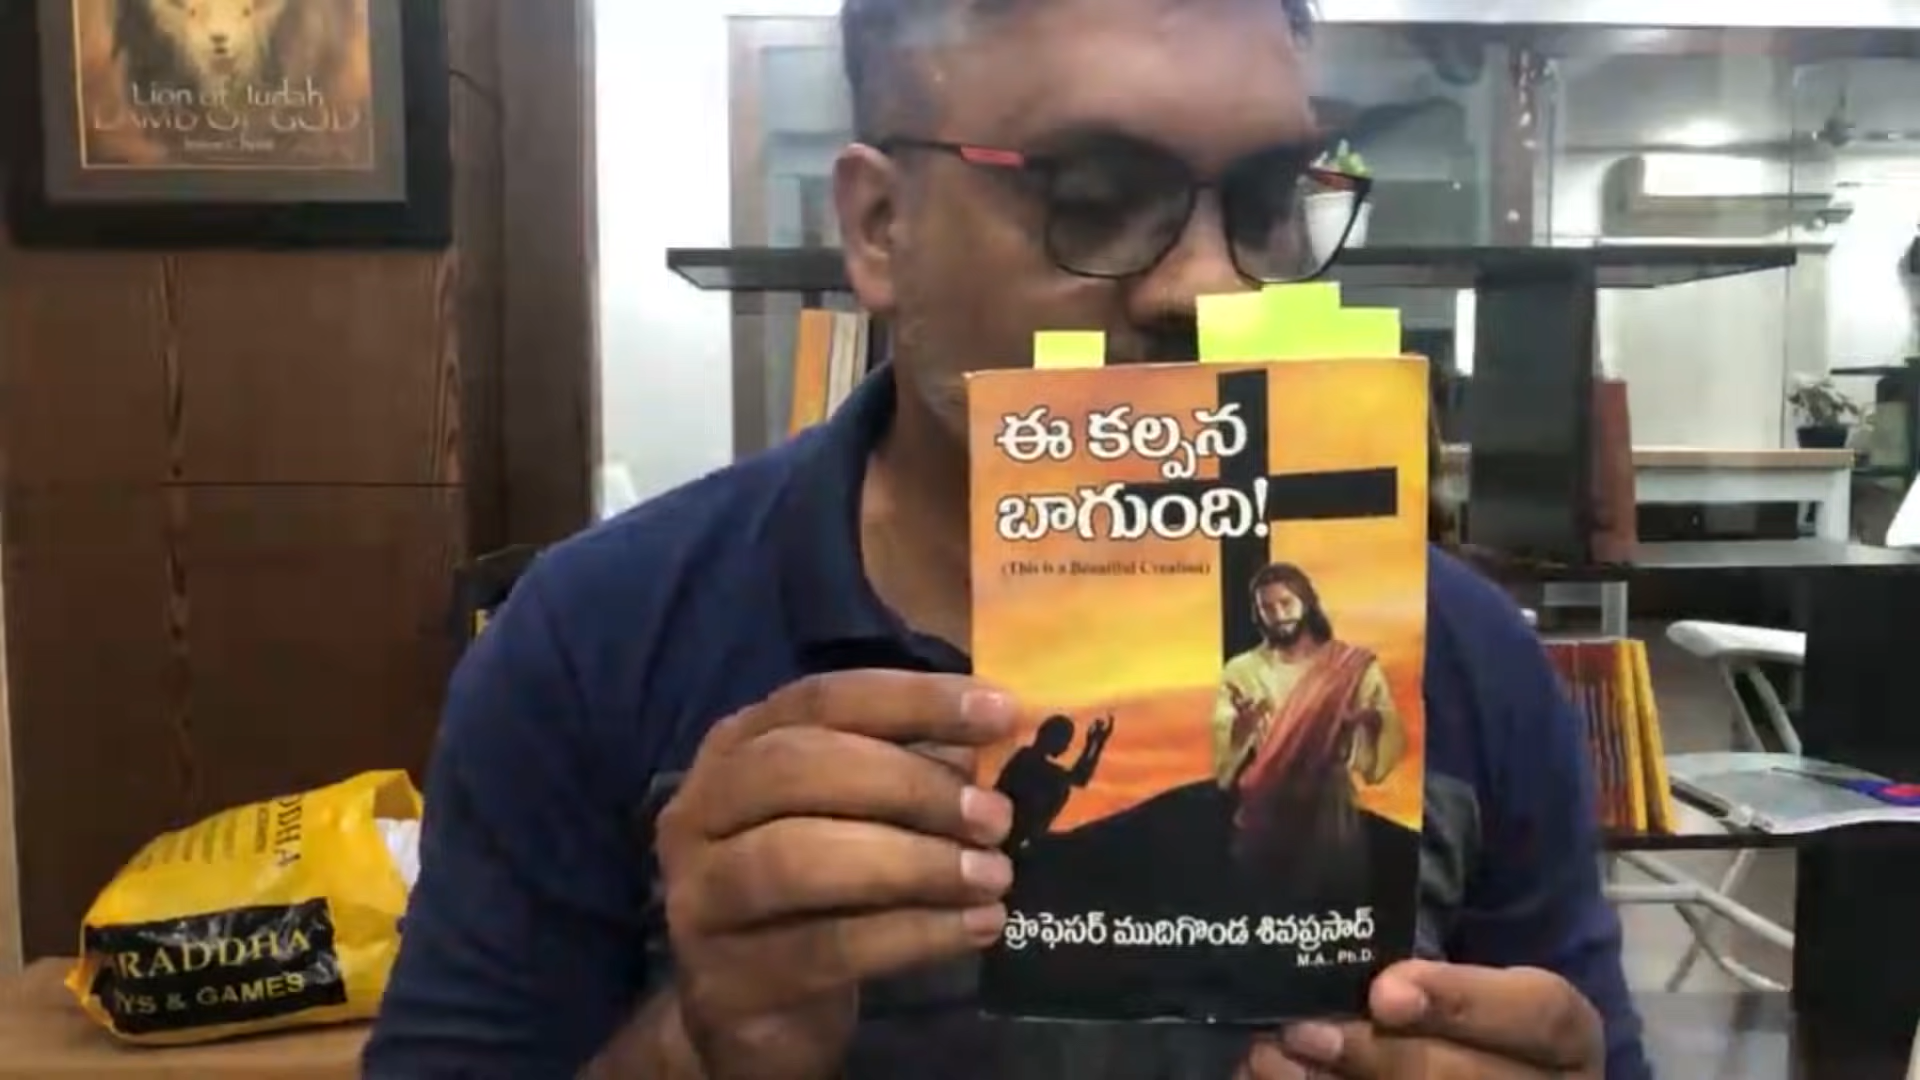 Lion of Judah
LAMB OF GOD
ఈ కల్పన
బాగుంది!
(This is a Beautiful Creation)
ప్రొఫెసర్ ముదిగొండ శివప్రసాద్
M.A., Ph.D.
RADDHA
YS & GAMES